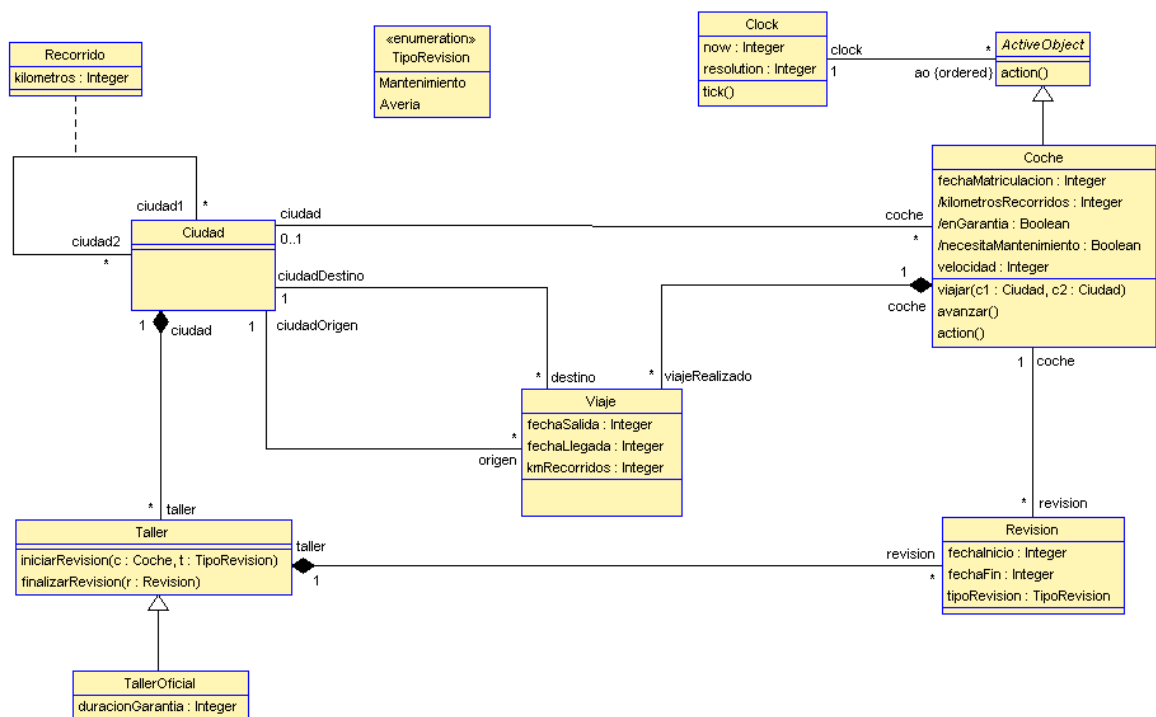 Recorrido
kilometros : Integer
«enumeration»
TipoRevision
Mantenimiento
Averia
Clock
now : Integer
resolution : Integer
tick()
clock
1
*
ao {ordered}
ActiveObject
action()
Coche
fechaMatriculacion : Integer
/kilometrosRecorridos : Integer
/enGarantia : Boolean
/necesitaMantenimiento : Boolean
velocidad : Integer
viajar(c1 : Ciudad, c2 : Ciudad)
avanzar()
action()
ciudad1
*
ciudad2
*
Ciudad
ciudad
0..1
coche
*
ciudadDestino
1
1
ciudadOrigen
1
coche
1
ciudad
*
destino
*
viajeRealizado
1
coche
Viaje
fechaSalida : Integer
fechaLlegada : Integer
kmRecorridos : Integer
*
origen
*
taller
*
revision
Taller
iniciarRevision(c : Coche, t : TipoRevision)
finalizarRevision(r : Revision)
taller
1
revision
*
Revision
fechaInicio : Integer
fechaFin : Integer
tipoRevision : TipoRevision
TallerOficial
duracionGarantia : Integer